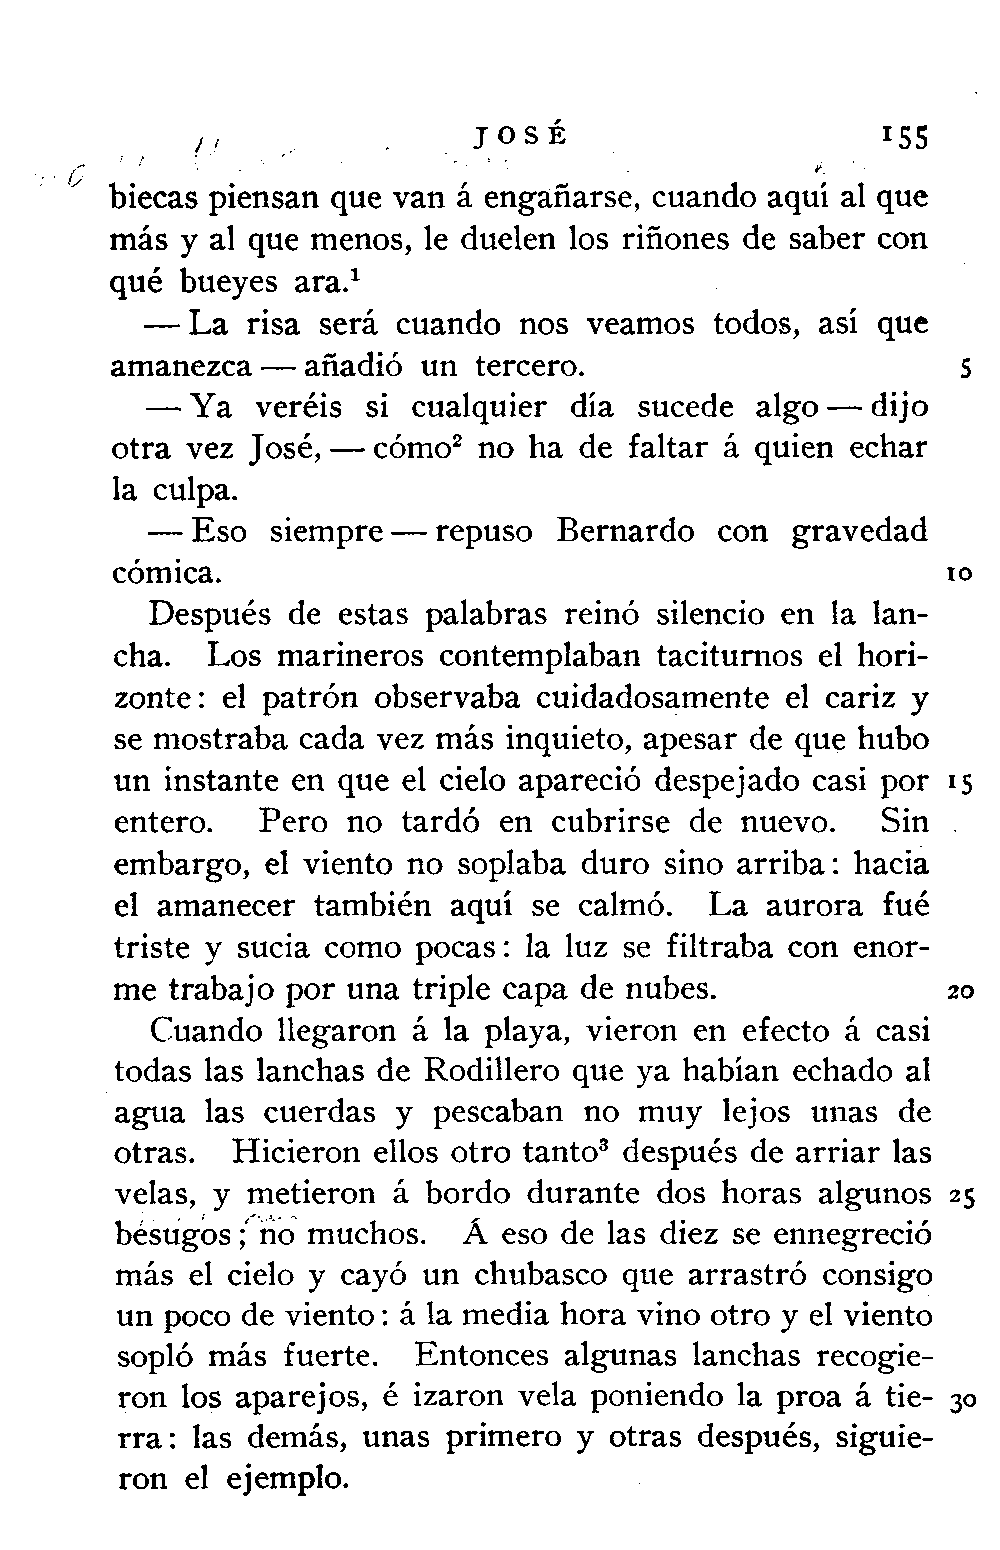 JOSÉ 155
biecas piensan que van á engañarse, cuando aquí al que
más y al que menos, le duelen los riñones de saber con
qué bueyes ara.¹
— La risa será cuando nos veamos todos, así que
amanezca — añadió un tercero. 5
— Ya veréis si cualquier día sucede algo — dijo
otra vez José, — cómo² no ha de faltar á quien echar
la culpa.
— Eso siempre — repuso Bernardo con gravedad
cómica. 10
Después de estas palabras reinó silencio en la lan-
cha. Los marineros contemplaban taciturnos el hori-
zonte: el patrón observaba cuidadosamente el cariz y
se mostraba cada vez más inquieto, apesar de que hubo
un instante en que el cielo apareció despejado casi por 15
entero. Pero no tardó en cubrirse de nuevo. Sin
embargo, el viento no soplaba duro sino arriba: hacia
el amanecer también aquí se calmó. La aurora fué
triste y sucia como pocas: la luz se filtraba con enor-
me trabajo por una triple capa de nubes. 20
Cuando llegaron á la playa, vieron en efecto á casi
todas las lanchas de Rodillero que ya habían echado al
agua las cuerdas y pescaban no muy lejos unas de
otras. Hicieron ellos otro tanto³ después de arriar las
velas, y metieron á bordo durante dos horas algunos 25
besugos; no muchos. Á eso de las diez se ennegreció
más el cielo y cayó un chubasco que arrastró consigo
un poco de viento: á la media hora vino otro y el viento
sopló más fuerte. Entonces algunas lanchas recogie-
ron los aparejos, é izaron vela poniendo la proa á tie- 30
rra: las demás, unas primero y otras después, siguie-
ron el ejemplo.